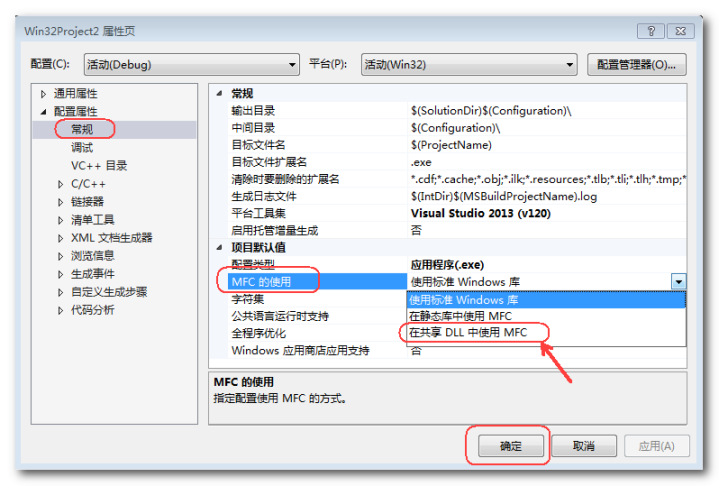 Win32Project2 属性页
配置(C): 活动(Debug) 平台(P): 活动(Win32) 配置管理器(O)...
通用属性
配置属性
常规
调试
VC++ 目录
C/C++
链接器
清单工具
XML 文档生成器
浏览信息
生成事件
自定义生成步骤
代码分析
常规
输出目录 $(SolutionDir)$(Configuration)\
中间目录 $(Configuration)\
目标文件名 $(ProjectName)
目标文件扩展名 .exe
清除时要删除的扩展名 *.cdf;*.cache;*.obj;*.ilk;*.resources;*.tlb;*.tli;*.tlh;*.tmp;*
生成日志文件 $(IntDir)$(MSBuildProjectName).log
平台工具集 Visual Studio 2013 (v120)
启用托管增量生成 否
项目默认值
配置类型 应用程序(.exe)
MFC 的使用 使用标准 Windows 库
字符集 使用标准 Windows 库
公共语言运行时支持 在静态库中使用 MFC
全程序优化 在共享 DLL 中使用 MFC
Windows 应用商店应用支持 否
MFC 的使用
指定配置使用 MFC 的方式。
确定 取消 应用(A)